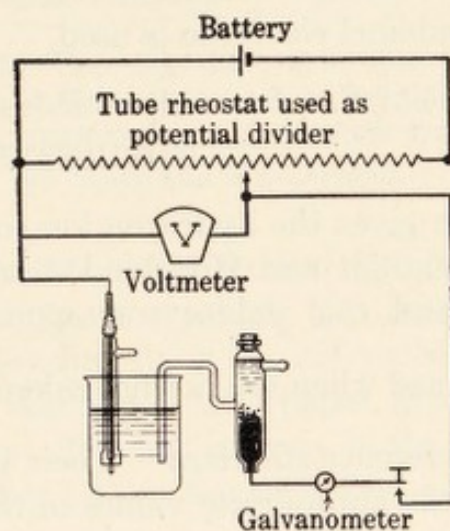 Battery
Tube rheostat used as
potential divider
V
Voltmeter
Galvanometer